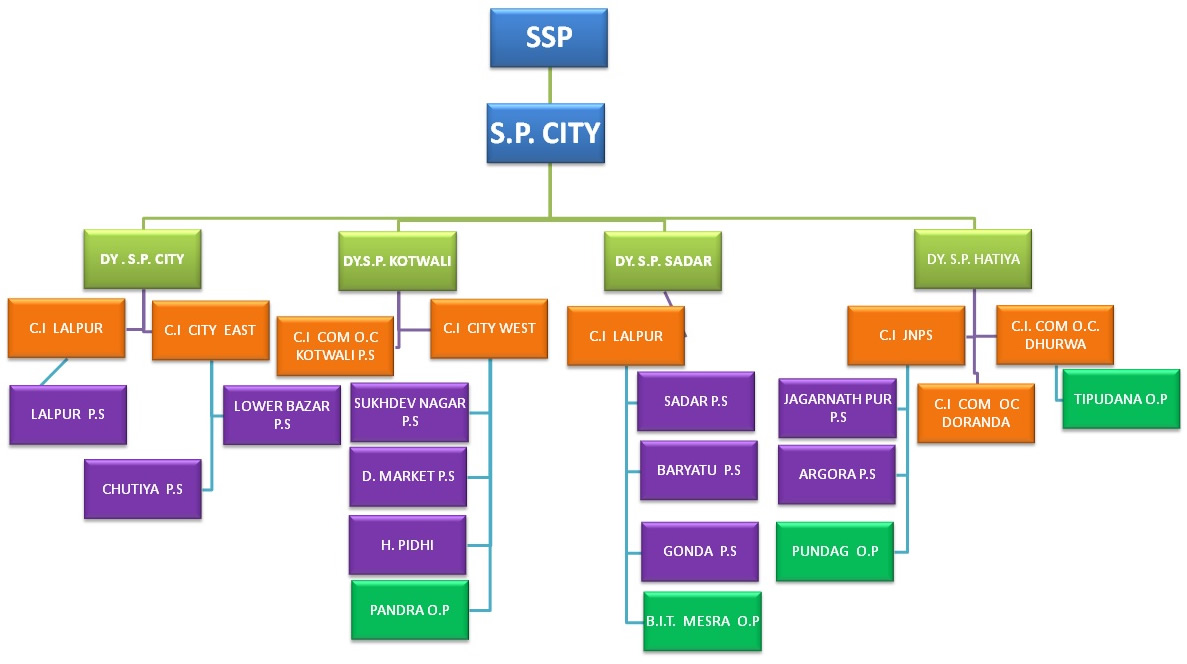 SSP
S.P. CITY
DY . S.P. CITY
DY.S.P. KOTWALI
DY. S.P. SADAR
DY. S.P. HATIYA
C.I LALPUR
C.I CITY EAST
C.I COM O.C
KOTWALI P.S
C.I CITY WEST
C.I LALPUR
C.I JNPS
C.I. COM O.C.
DHURWA
LALPUR P.S
LOWER BAZAR
P.S
SUKHDEV NAGAR
P.S
SADAR P.S
JAGARNATH PUR
P.S
C.I COM OC
DORANDA
TIPUDANA O.P
CHUTIYA P.S
D. MARKET P.S
BARYATU P.S
ARGORA P.S
H. PIDHI
GONDA P.S
PUNDAG O.P
PANDRA O.P
B.I.T. MESRA O.P